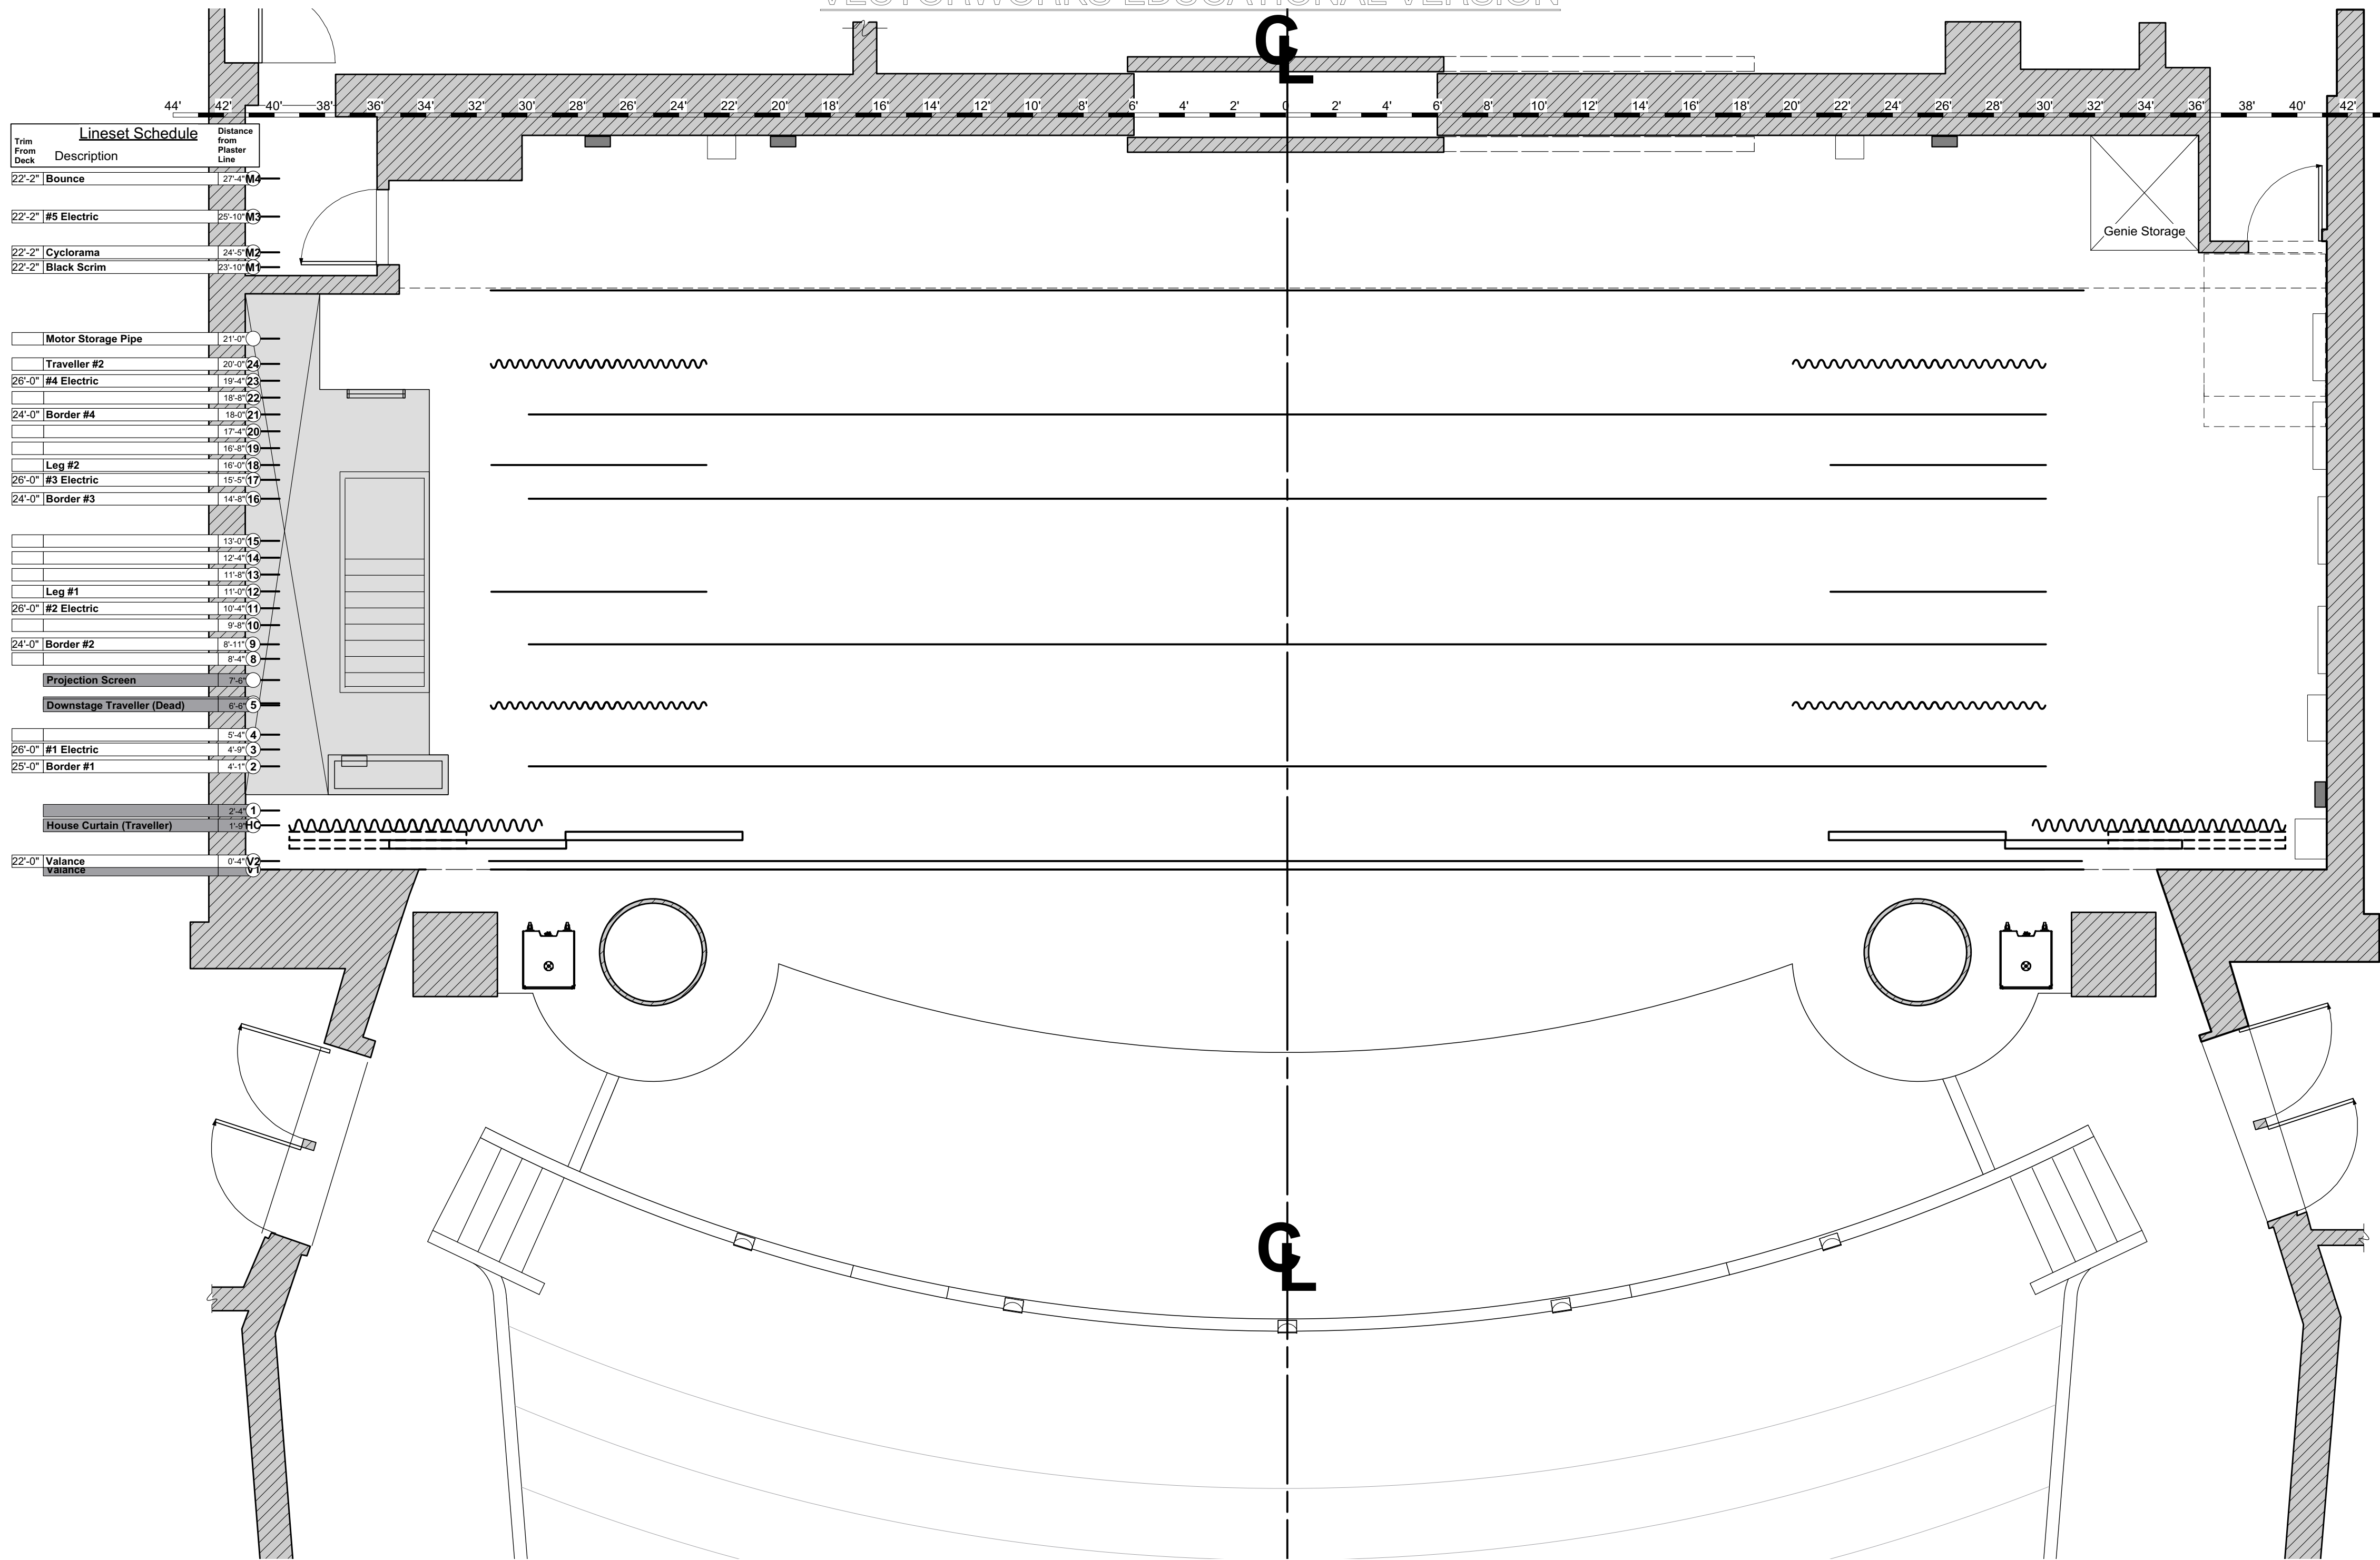 VECTORWORKS EDUCATIONAL VERSION
CL
44' 42' 40' 38' 36' 34' 32' 30' 28' 26' 24' 22' 20' 18' 16' 14' 12' 10' 8' 6' 4' 2' 0 2' 4' 6' 8' 10' 12' 14' 16' 18' 20' 22' 24' 26' 28' 30' 32' 34' 36' 38' 40' 42'
Lineset Schedule
Trim From Deck
Description
Distance from Plaster Line
22'-2" Bounce 27'-4" M4
22'-2" #5 Electric 25'-10" M3
Genie Storage
22'-2" Cyclorama 24'-5" M2
22'-2" Black Scrim 23'-10" M1
Motor Storage Pipe 21'-0"
Traveller #2 20'-0" 24
26'-0" #4 Electric 19'-4" 23
18'-8" 22
24'-0" Border #4 18-0" 21
17'-4" 20
16'-8" 19
Leg #2 16'-0" 18
26'-0" #3 Electric 15'-5" 17
24'-0" Border #3 14'-8" 16
13'-0" 15
12'-4" 14
11'-8" 13
Leg #1 11'-0" 12
26'-0" #2 Electric 10'-4" 11
9'-8" 10
24'-0" Border #2 8'-11" 9
8'-4" 8
Projection Screen 7'-6"
Downstage Traveller (Dead) 6'-6" 5
5'-4" 4
26'-0" #1 Electric 4'-9" 3
25'-0" Border #1 4'-1" 2
2'-4" 1
House Curtain (Traveller) 1'-9" HC
22'-0" Valance 0'-4" V2
Valance V1
CL